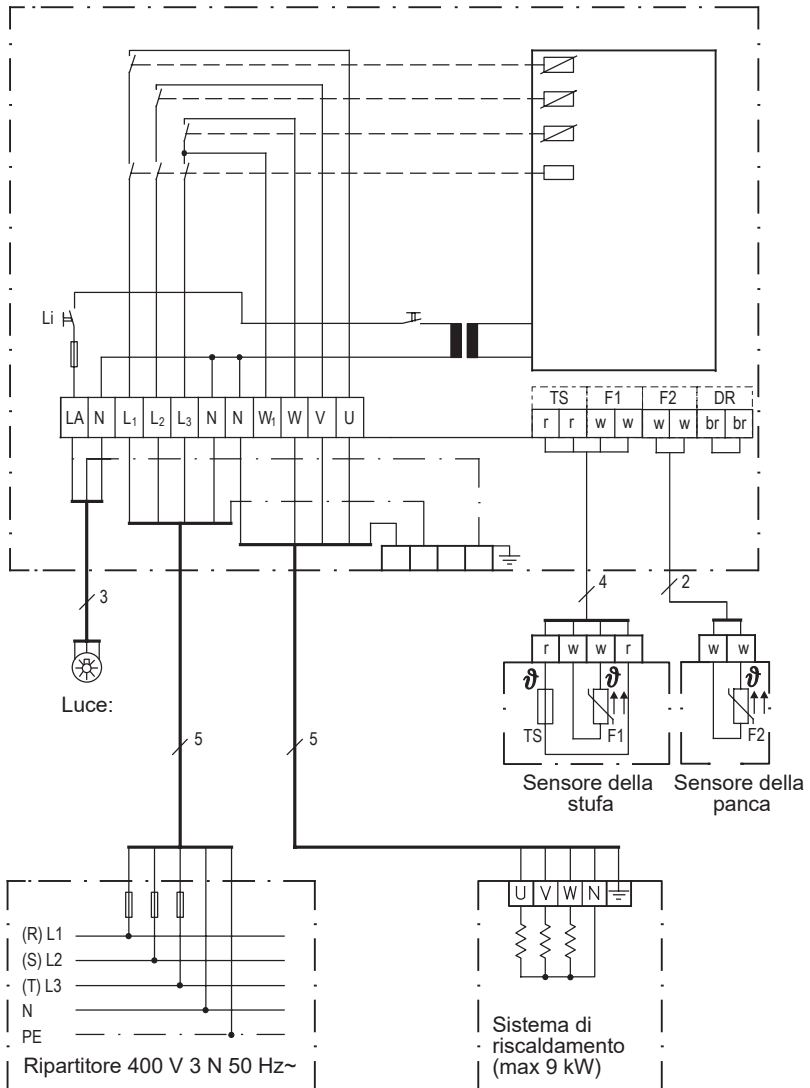 Li
LA N L1 L2 L3 N N W1 W V U
TS F1 F2 DR
r r w w w w br br
3
4
2
r w w r
w w
ϑ ϑ ϑ
TS F1
F2
Luce:
Sensore della
stufa
Sensore della
panca
5
5
U V W N
(R) L1
(S) L2
(T) L3
N
PE
Ripartitore 400 V 3 N 50 Hz~
Sistema di
riscaldamento
(max 9 kW)